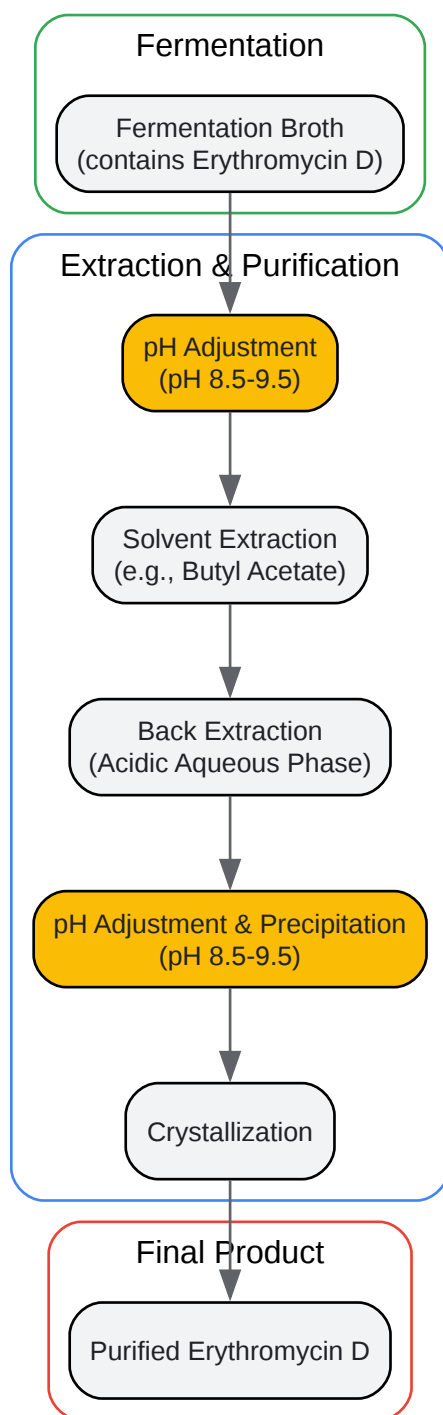 Fermentation
Fermentation Broth
(contains Erythromycin D)
Extraction & Purification
pH Adjustment
(pH 8.5-9.5)
Solvent Extraction
(e.g., Butyl Acetate)
Back Extraction
(Acidic Aqueous Phase)
pH Adjustment & Precipitation
(pH 8.5-9.5)
Crystallization
Final Product
Purified Erythromycin D